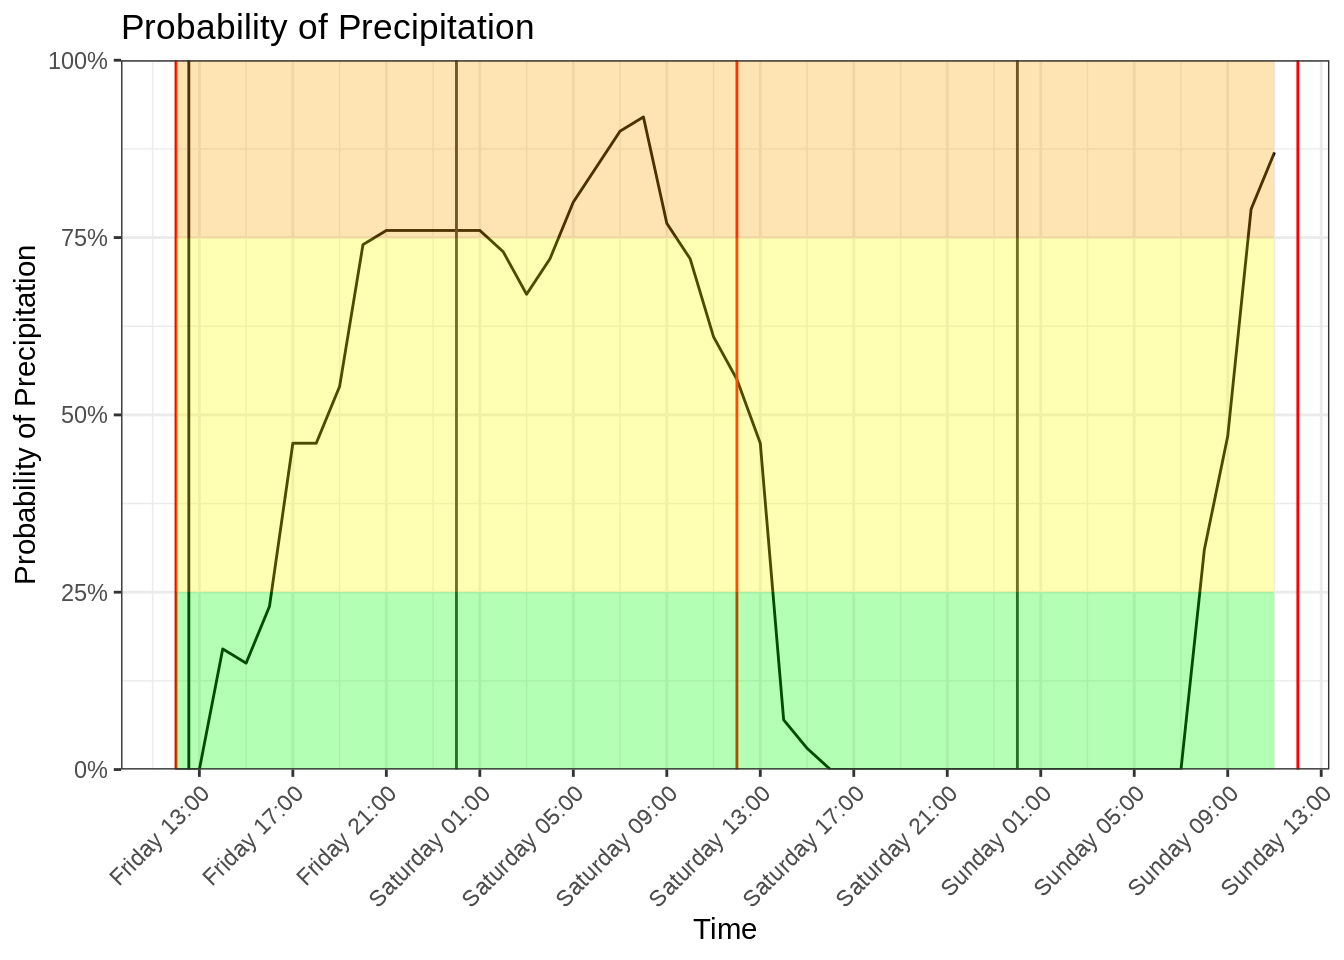 Probability of Precipitation
Probability of Precipitation
100%
75%
50%
25%
0%
Friday 13:00
Friday 17:00
Friday 21:00
Saturday 01:00
Saturday 05:00
Saturday 09:00
Saturday 13:00
Saturday 17:00
Saturday 21:00
Sunday 01:00
Sunday 05:00
Sunday 09:00
Sunday 13:00
Time